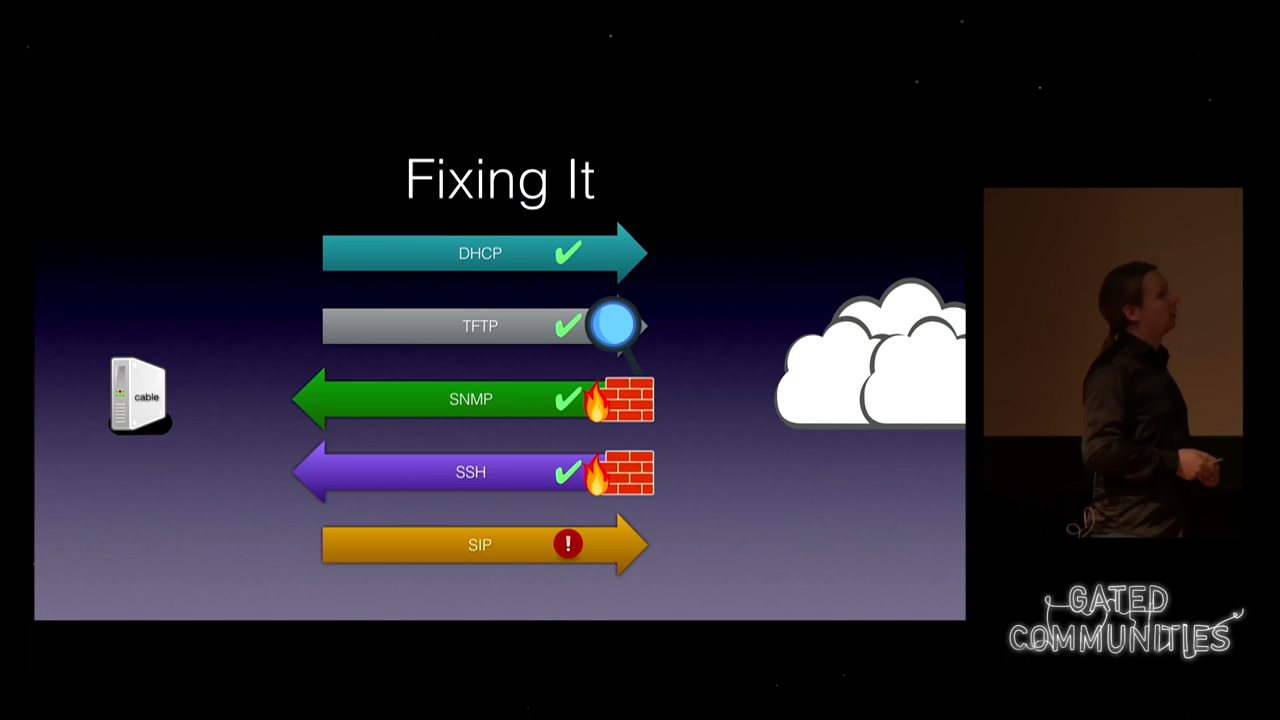 Fixing It
DHCP
TFTP
SNMP
SSH
SIP
cable
!
GATED
COMMUNITIES